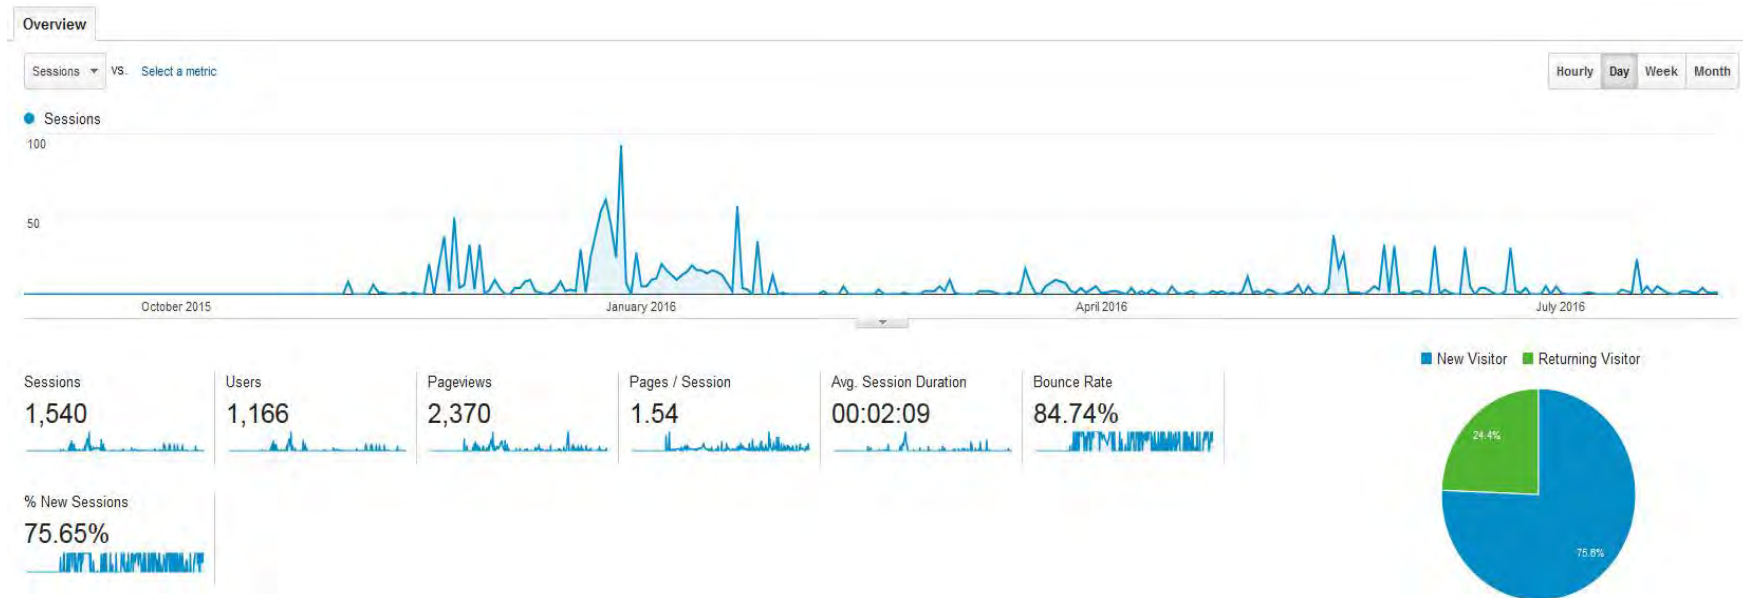 Overview
Sessions VS. Select a metric
Hourly Day Week Month
Sessions
100
50
October 2015 January 2016 April 2016 July 2016
New Visitor Returning Visitor
Sessions Users Pageviews Pages / Session Avg. Session Duration Bounce Rate
1,540 1,166 2,370 1.54 00:02:09 84.74%
24.4%
% New Sessions
75.65%
75.6%